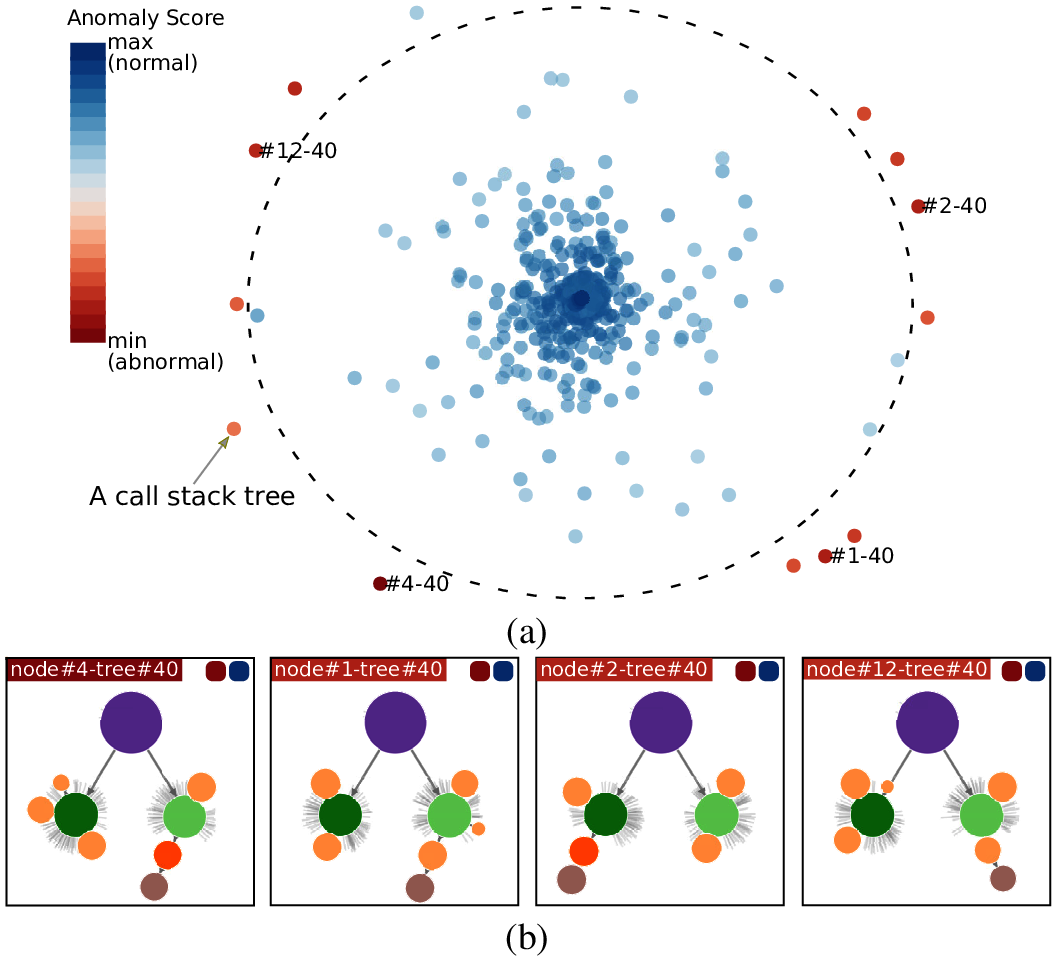 Anomaly Score
max
(normal)
#12-40
#2-40
min
(abnormal)
A call stack tree
#1-40
#4-40
(a)
node#4-tree#40
node#1-tree#40
node#2-tree#40
node#12-tree#40
(b)